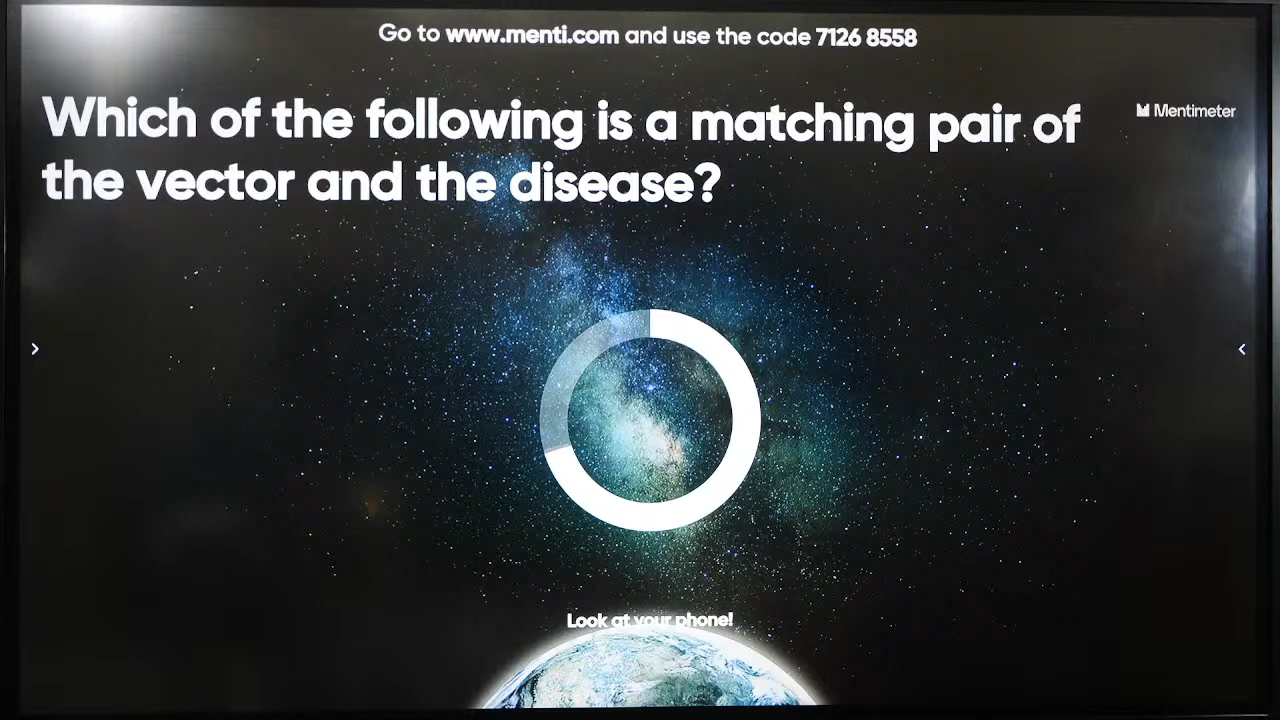 Go to www.menti.com and use the code 7126 8558
Which of the following is a matching pair of
the vector and the disease?
Mentimeter
Look at your phone!